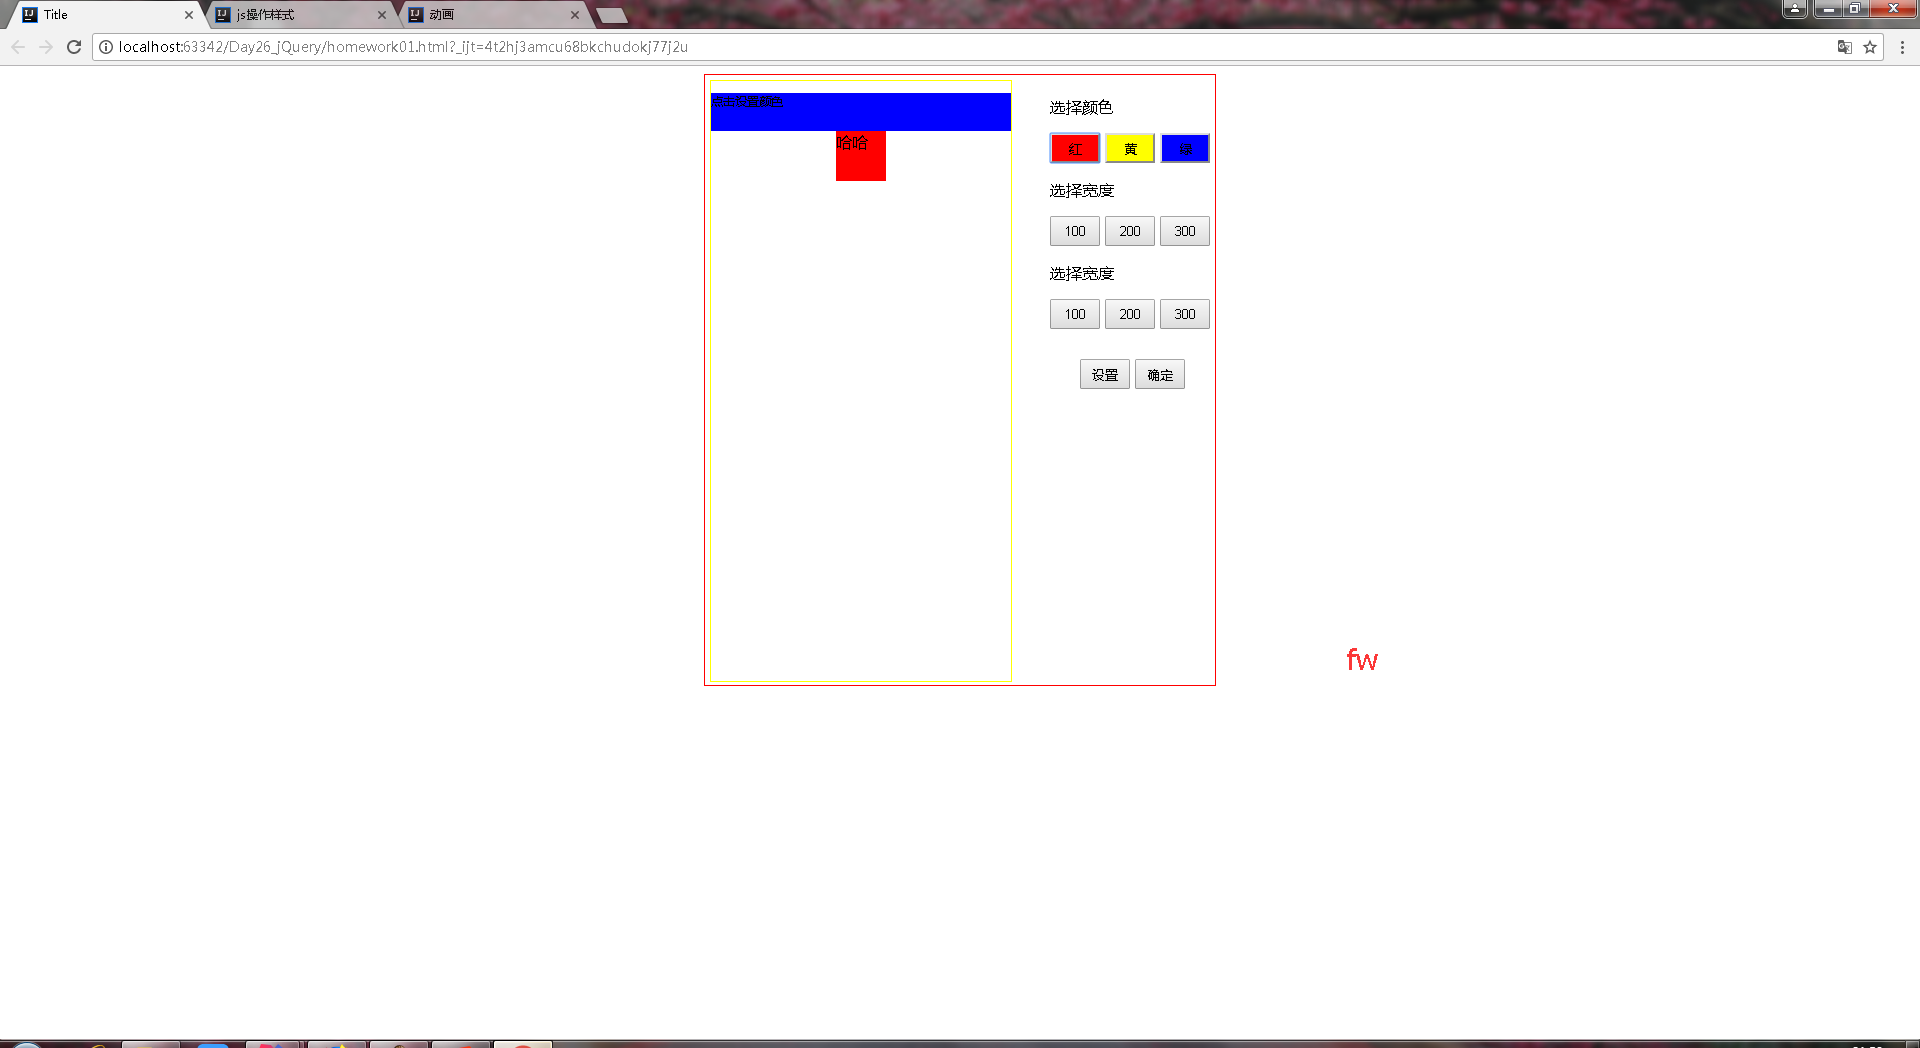 Title
js操作样式
动画
localhost:63342/Day26_jQuery/homework01.html?_ijt=4t2hj3amcu68bkchudokj77j2u
点击设置颜色
哈哈
选择颜色
红 黄
选择宽度
100 200 300
选择宽度
100 200 300
设置 确定
fw